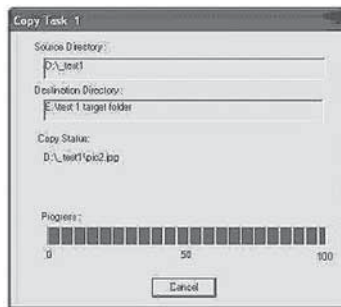 Copy Task 1
Source Directory:
D:\_test1
Destination Directory:
E:\test 1 target folder
Copy Status:
D:\_test1\pic2.jpg
Progress:
0 50 100
Cancel